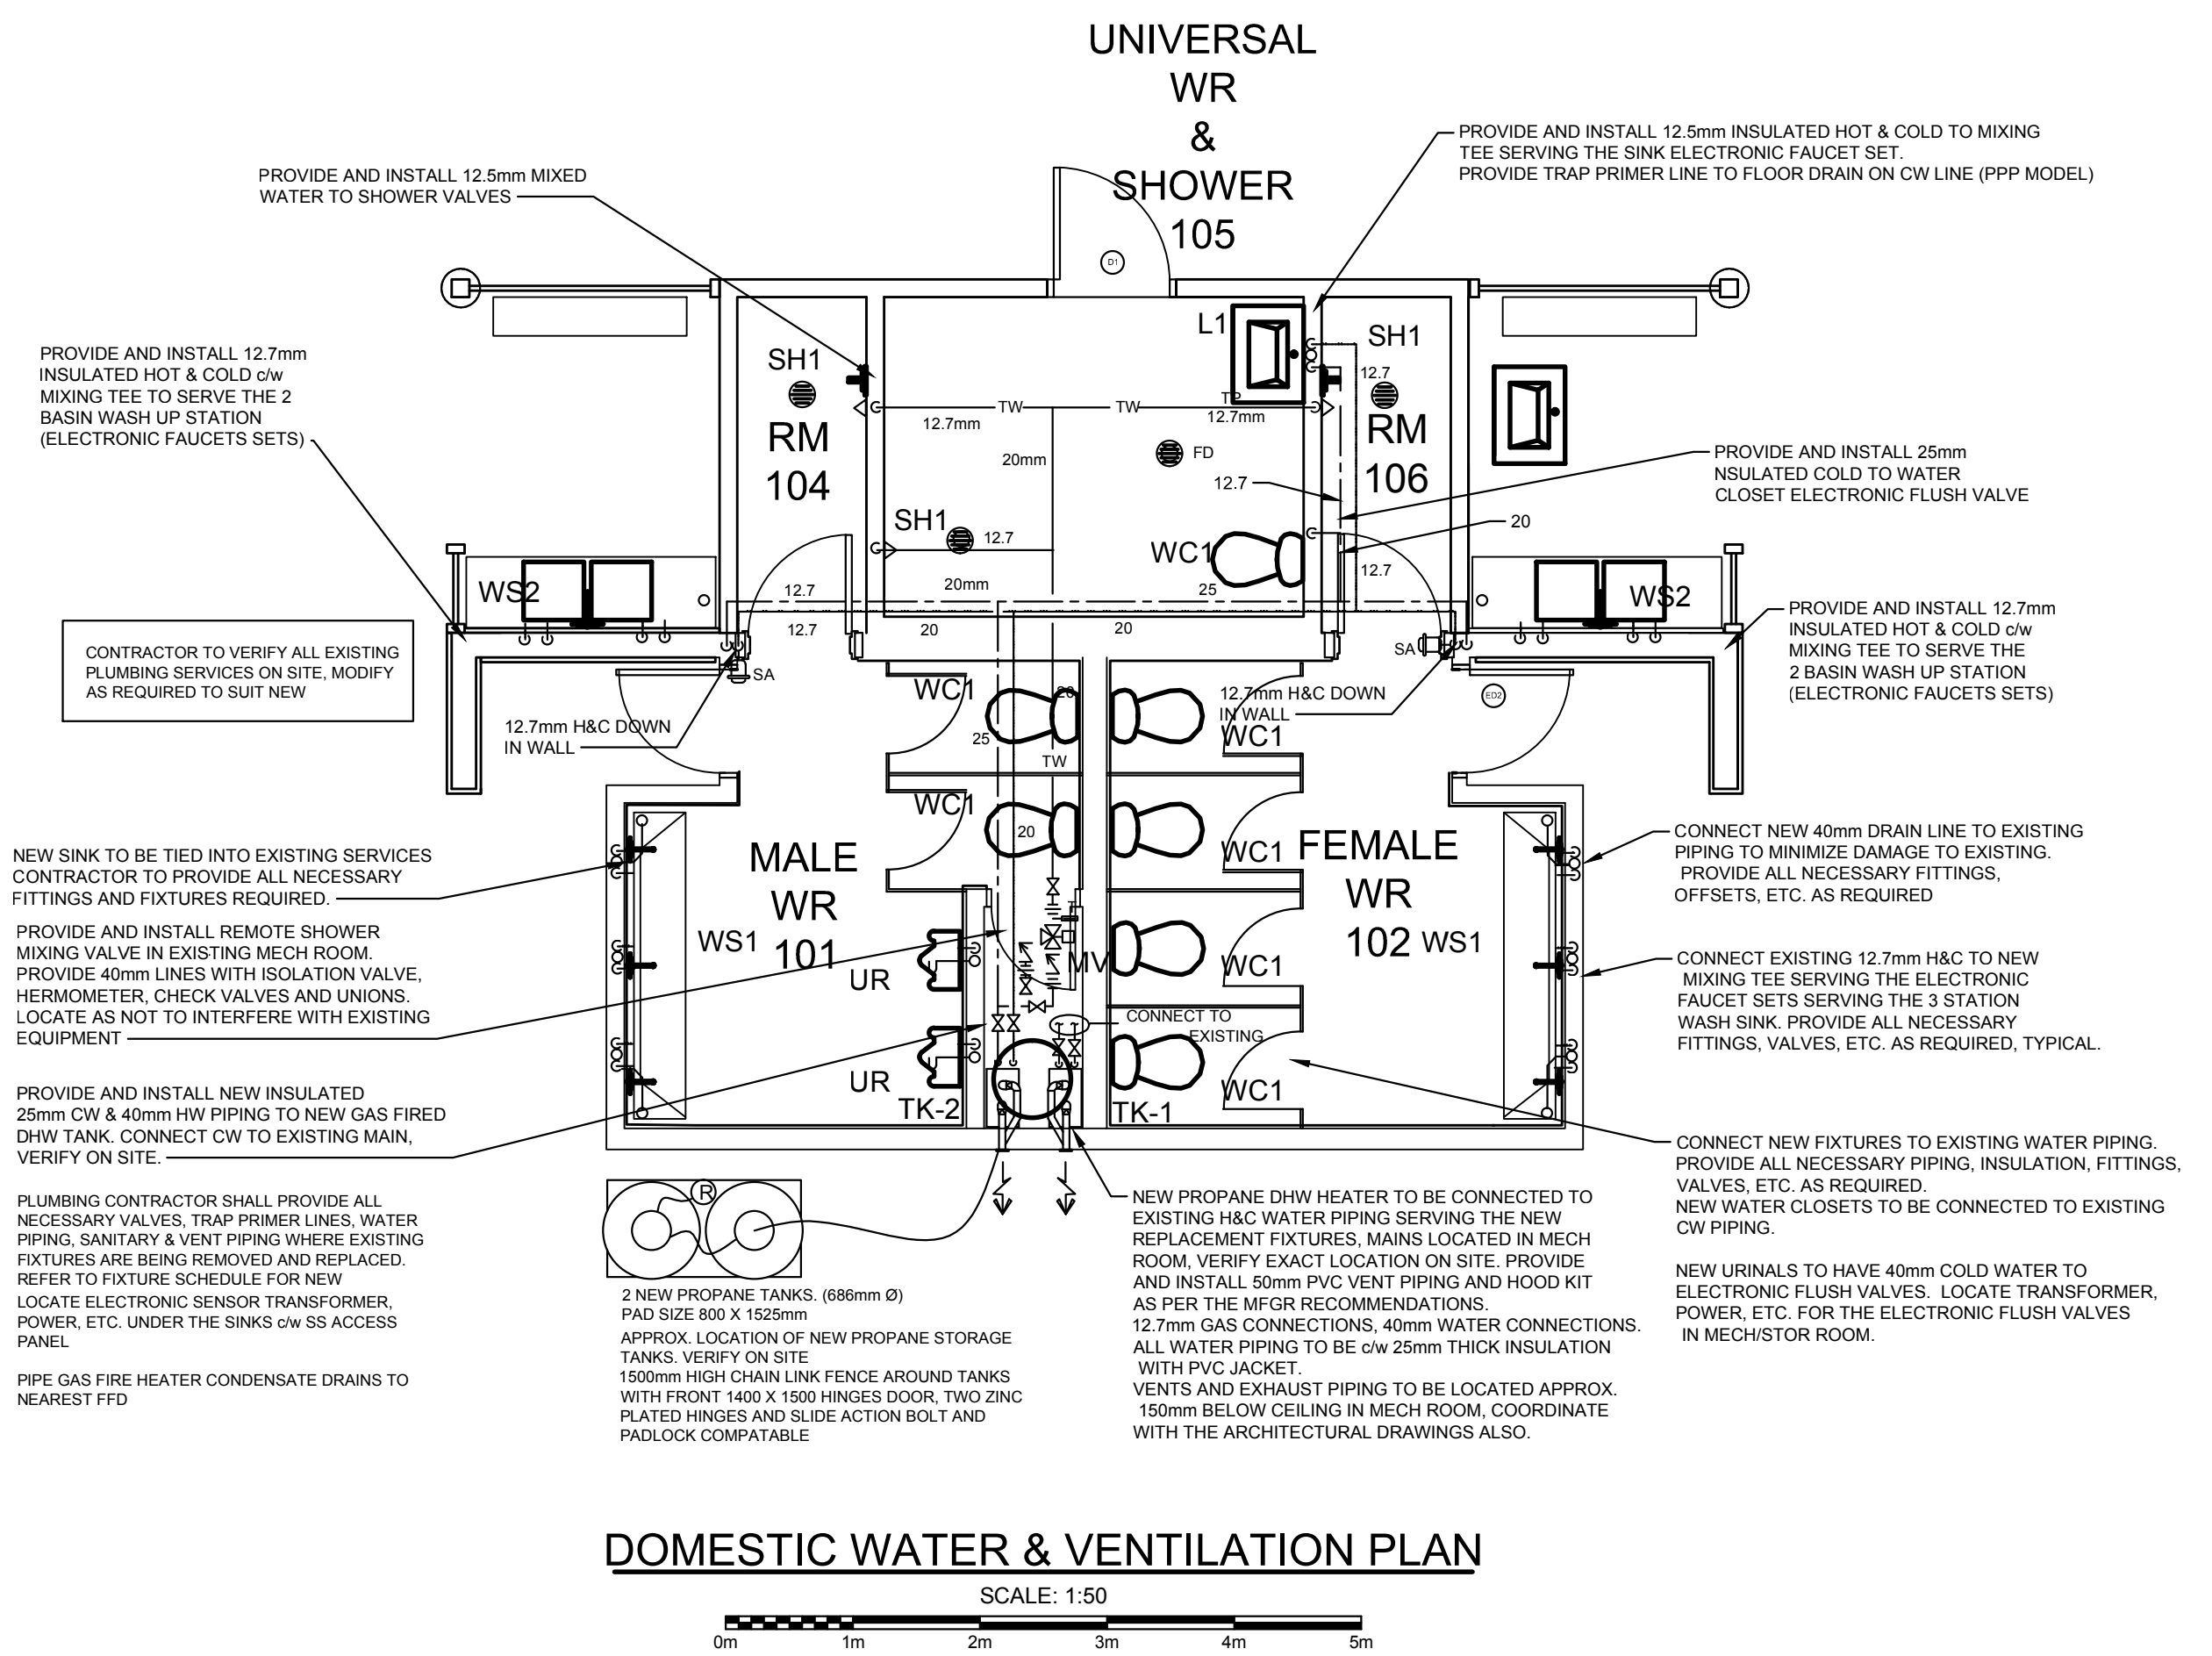 UNIVERSAL
WR
&
SHOWER
105
D1
PROVIDE AND INSTALL 12.5mm MIXED
WATER TO SHOWER VALVES
PROVIDE AND INSTALL 12.5mm INSULATED HOT & COLD TO MIXING
TEE SERVING THE SINK ELECTRONIC FAUCET SET.
PROVIDE TRAP PRIMER LINE TO FLOOR DRAIN ON CW LINE (PPP MODEL)
PROVIDE AND INSTALL 12.7mm
INSULATED HOT & COLD c/w
MIXING TEE TO SERVE THE 2
BASIN WASH UP STATION
(ELECTRONIC FAUCETS SETS)
SH1
RM
104
L1
SH1
12.7
RM
106
TW
TW
TP
12.7mm
12.7mm
20mm
FD
12.7
SH1
12.7
WC1
20mm
25
12.7
20
PROVIDE AND INSTALL 25mm
NSULATED COLD TO WATER
CLOSET ELECTRONIC FLUSH VALVE
WS2
12.7
12.7
20
20
WS2
SA
SA
PROVIDE AND INSTALL 12.7mm
INSULATED HOT & COLD c/w
MIXING TEE TO SERVE THE
2 BASIN WASH UP STATION
(ELECTRONIC FAUCETS SETS)
CONTRACTOR TO VERIFY ALL EXISTING
PLUMBING SERVICES ON SITE, MODIFY
AS REQUIRED TO SUIT NEW
12.7mm H&C DOWN
IN WALL
WC1
20
25
TW
12.7mm H&C DOWN
IN WALL
WC1
ED2
WC1
20
WC1
MALE
WR
101
WS1
UR
UR
MV
T
WC1
WC1
FEMALE
WR
102
WS1
CONNECT TO
EXISTING
TK-2
TK-1
NEW SINK TO BE TIED INTO EXISTING SERVICES
CONTRACTOR TO PROVIDE ALL NECESSARY
FITTINGS AND FIXTURES REQUIRED.
PROVIDE AND INSTALL REMOTE SHOWER
MIXING VALVE IN EXISTING MECH ROOM.
PROVIDE 40mm LINES WITH ISOLATION VALVE,
HERMOMETER, CHECK VALVES AND UNIONS.
LOCATE AS NOT TO INTERFERE WITH EXISTING
EQUIPMENT
PROVIDE AND INSTALL NEW INSULATED
25mm CW & 40mm HW PIPING TO NEW GAS FIRED
DHW TANK. CONNECT CW TO EXISTING MAIN,
VERIFY ON SITE.
PLUMBING CONTRACTOR SHALL PROVIDE ALL
NECESSARY VALVES, TRAP PRIMER LINES, WATER
PIPING, SANITARY & VENT PIPING WHERE EXISTING
FIXTURES ARE BEING REMOVED AND REPLACED.
REFER TO FIXTURE SCHEDULE FOR NEW
LOCATE ELECTRONIC SENSOR TRANSFORMER,
POWER, ETC. UNDER THE SINKS c/w SS ACCESS
PANEL
PIPE GAS FIRE HEATER CONDENSATE DRAINS TO
NEAREST FFD
R
2 NEW PROPANE TANKS. (686mm Ø)
PAD SIZE 800 X 1525mm
APPROX. LOCATION OF NEW PROPANE STORAGE
TANKS. VERIFY ON SITE
1500mm HIGH CHAIN LINK FENCE AROUND TANKS
WITH FRONT 1400 X 1500 HINGES DOOR, TWO ZINC
PLATED HINGES AND SLIDE ACTION BOLT AND
PADLOCK COMPATABLE
NEW PROPANE DHW HEATER TO BE CONNECTED TO
EXISTING H&C WATER PIPING SERVING THE NEW
REPLACEMENT FIXTURES, MAINS LOCATED IN MECH
ROOM, VERIFY EXACT LOCATION ON SITE. PROVIDE
AND INSTALL 50mm PVC VENT PIPING AND HOOD KIT
AS PER THE MFGR RECOMMENDATIONS.
12.7mm GAS CONNECTIONS, 40mm WATER CONNECTIONS.
ALL WATER PIPING TO BE c/w 25mm THICK INSULATION
WITH PVC JACKET.
VENTS AND EXHAUST PIPING TO BE LOCATED APPROX.
150mm BELOW CEILING IN MECH ROOM, COORDINATE
WITH THE ARCHITECTURAL DRAWINGS ALSO.
CONNECT NEW 40mm DRAIN LINE TO EXISTING
PIPING TO MINIMIZE DAMAGE TO EXISTING.
PROVIDE ALL NECESSARY FITTINGS,
OFFSETS, ETC. AS REQUIRED
CONNECT EXISTING 12.7mm H&C TO NEW
MIXING TEE SERVING THE ELECTRONIC
FAUCET SETS SERVING THE 3 STATION
WASH SINK. PROVIDE ALL NECESSARY
FITTINGS, VALVES, ETC. AS REQUIRED, TYPICAL.
CONNECT NEW FIXTURES TO EXISTING WATER PIPING.
PROVIDE ALL NECESSARY PIPING, INSULATION, FITTINGS,
VALVES, ETC. AS REQUIRED.
NEW WATER CLOSETS TO BE CONNECTED TO EXISTING
CW PIPING.
NEW URINALS TO HAVE 40mm COLD WATER TO
ELECTRONIC FLUSH VALVES. LOCATE TRANSFORMER,
POWER, ETC. FOR THE ELECTRONIC FLUSH VALVES
IN MECH/STOR ROOM.
DOMESTIC WATER & VENTILATION PLAN
SCALE: 1:50
0m 1m 2m 3m 4m 5m